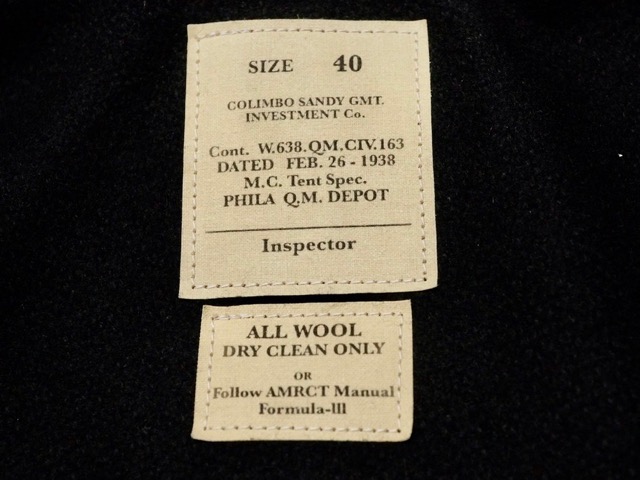 SIZE 40
COLIMBO SANDY GMT.
INVESTMENT Co.
Cont. W.638.QM.CIV.163
DATED FEB. 26 - 1938
M.C. Tent Spec.
PHILA Q.M. DEPOT
Inspector
ALL WOOL
DRY CLEAN ONLY
OR
Follow AMRCT Manual
Formula-lll